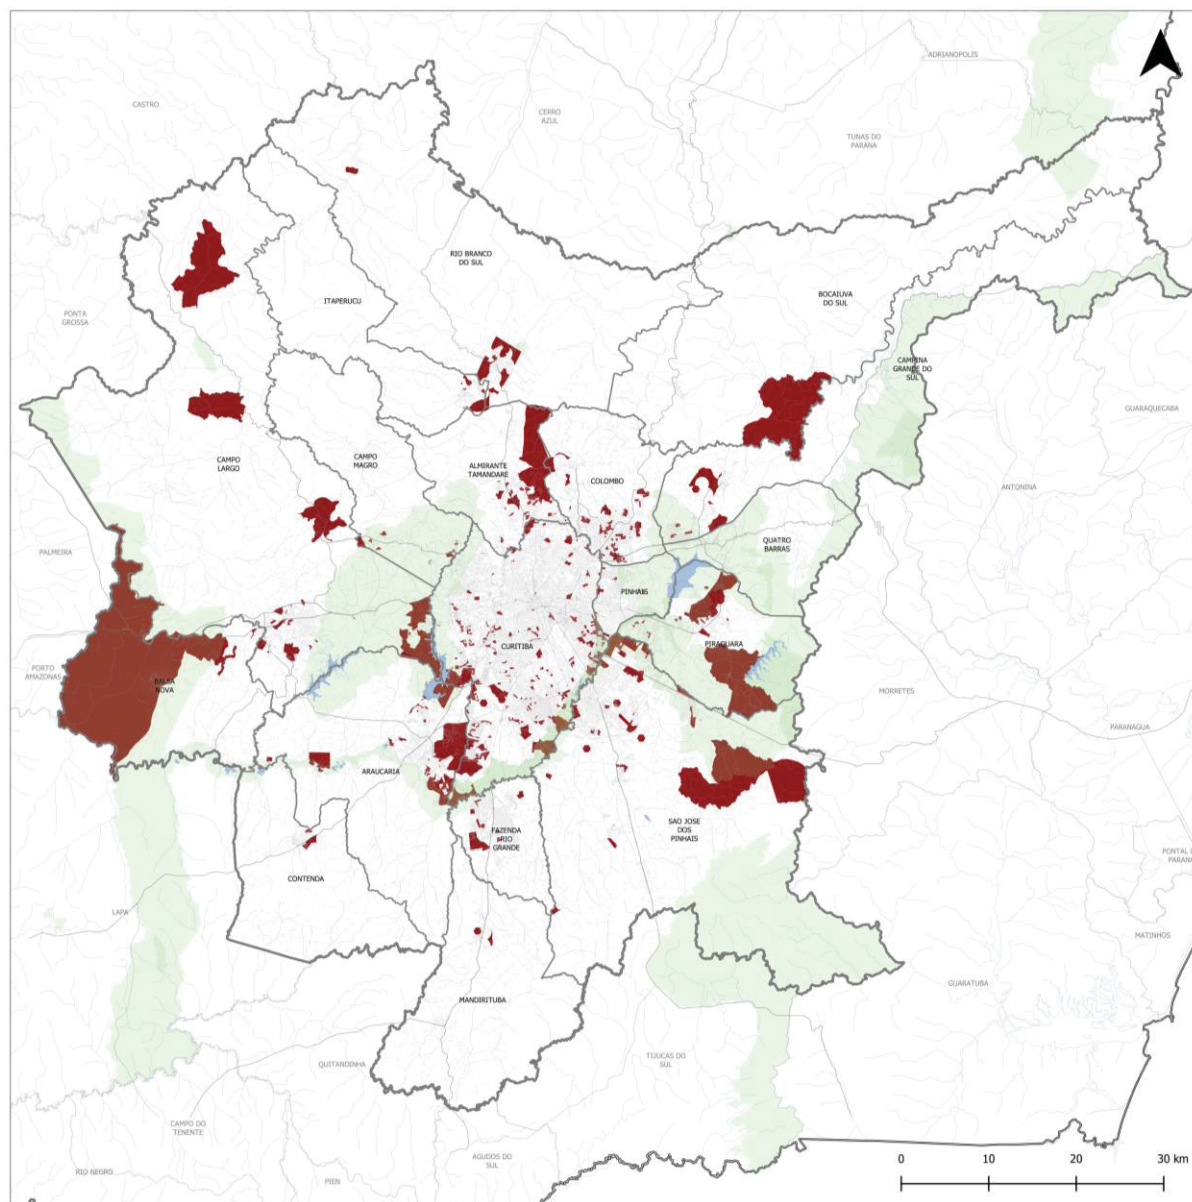 ADRIANOPOLIS
CASTRO
CERRO
AZUL
TUNAS DO
PARANA
RIO BRANCO
DO SUL
ITAPERUCU
BOCAIUVA
DO SUL
PONTA
GROSSA
CAMPINA
GRANDE DO
SUL
GUARAQUECABA
CAMPO
LARGO
CAMPO
MAGRO
ALMIRANTE
TAMANDARE
COLOMBO
ANTONINA
PALMEIRA
QUATRO
BARRAS
PINHAIS
CURITIBA
PIRAQUARA
PORTO
AMAZONAS
BALSA
NOVA
MORRETES
PARANAGUA
ARAUCARIA
SAO JOSE
DOS
PINHAIS
FAZENDA
RIO
GRANDE
PONTAL D
PARANA
CONTENDA
LAPA
MATINHOS
GUARATUBA
MANDIRITUBA
TIJUCAS DO
SUL
QUITANDINHA
CAMPO DO
TENENTE
AGUDOS DO
SUL
RIO NEGRO
PIEN
0 10 20 30 km